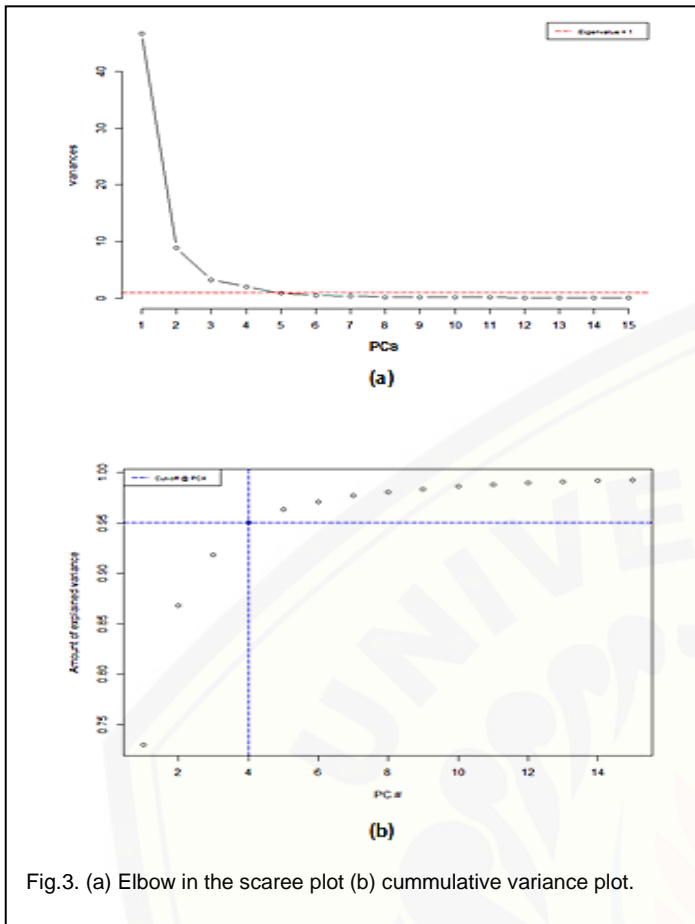 Eigenvalue = 1
variances
40
30
20
10
0
1 2 3 4 5 6 7 8 9 10 11 12 13 14 15
PCs
(a)
Cut-off @ PC4
Amount of explained variance
1.00
0.95
0.90
0.85
0.80
0.75
2 4 6 8 10 12 14
PC #
(b)
UNIVE
Fig.3. (a) Elbow in the scaree plot (b) cummulative variance plot.